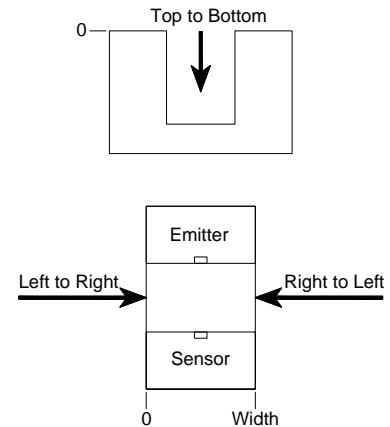 Top to Bottom
0
Emitter
Left to Right
Right to Left
Sensor
0
Width